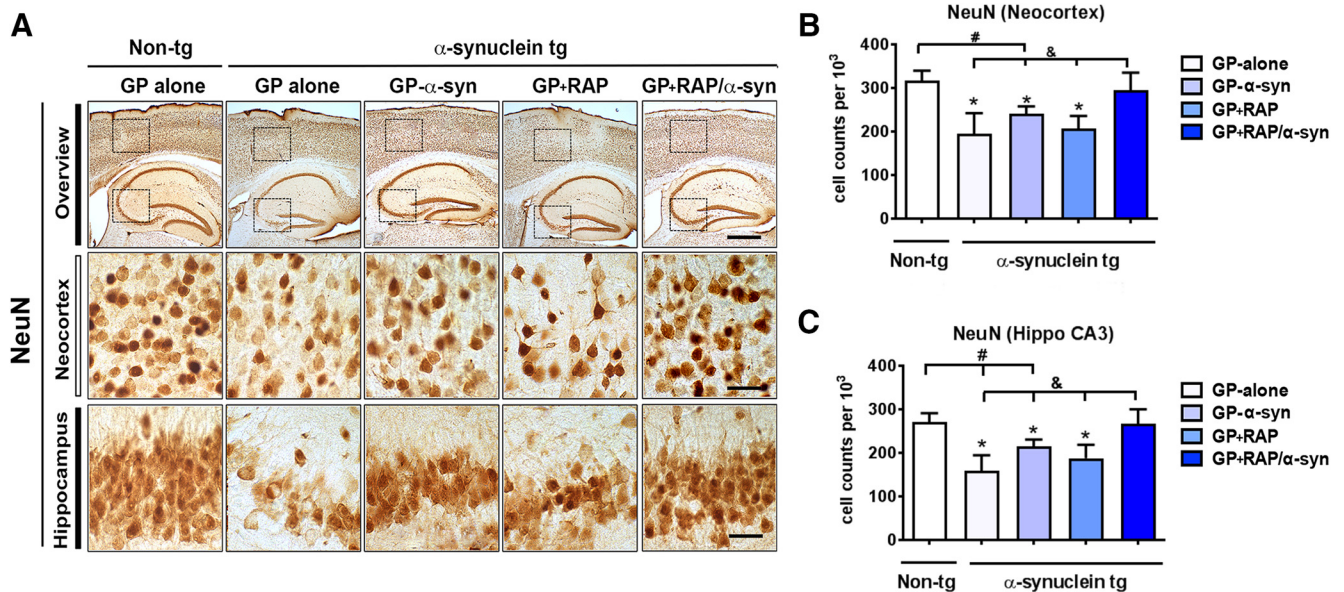 A
Non-tg
α-synuclein tg
GP alone
GP alone
GP-α-syn
GP+RAP
GP+RAP/α-syn
NeuN
Overview
Neocortex
Hippocampus
B
NeuN (Neocortex)
cell counts per 10³
400
300
200
100
0
#
&
* * *
Non-tg
α-synuclein tg
GP-alone
GP-α-syn
GP+RAP
GP+RAP/α-syn
C
NeuN (Hippo CA3)
cell counts per 10³
400
300
200
100
0
#
&
* * *
Non-tg
α-synuclein tg
GP-alone
GP-α-syn
GP+RAP
GP+RAP/α-syn